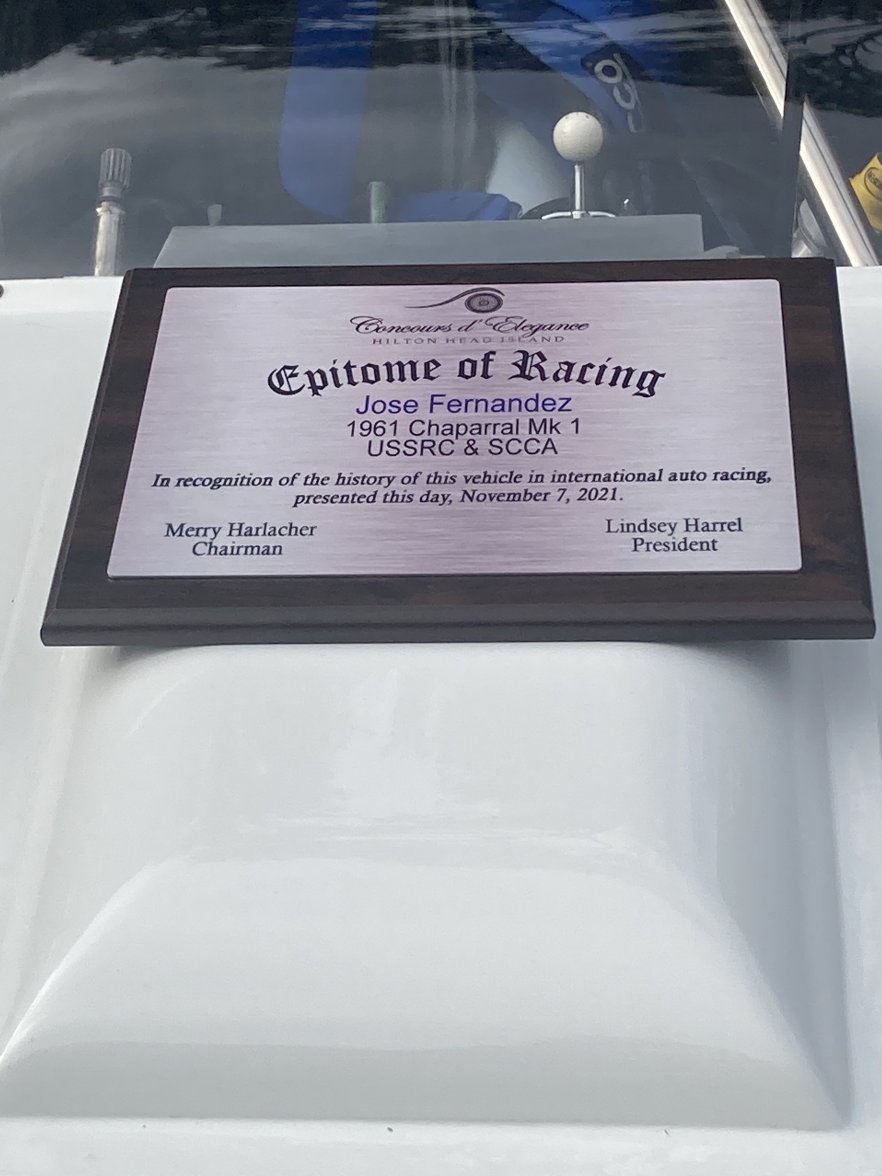 Concours d'Elegance
HILTON HEAD ISLAND
Epitome of Racing
Jose Fernandez
1961 Chaparral Mk 1
USSRC & SCCA
In recognition of the history of this vehicle in international auto racing,
presented this day, November 7, 2021.
Merry Harlacher
Chairman
Lindsey Harrel
President